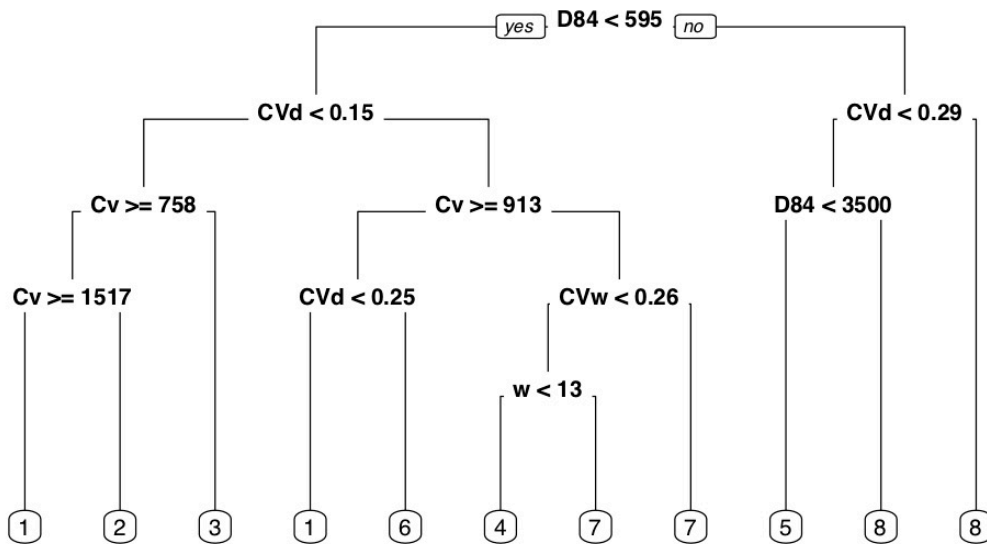 yes D84 < 595 no
CVd < 0.15 CVd < 0.29
Cv >= 758 Cv >= 913 D84 < 3500
Cv >= 1517 CVd < 0.25 CVw < 0.26
w < 13
1 2 3 1 6 4 7 7 5 8 8